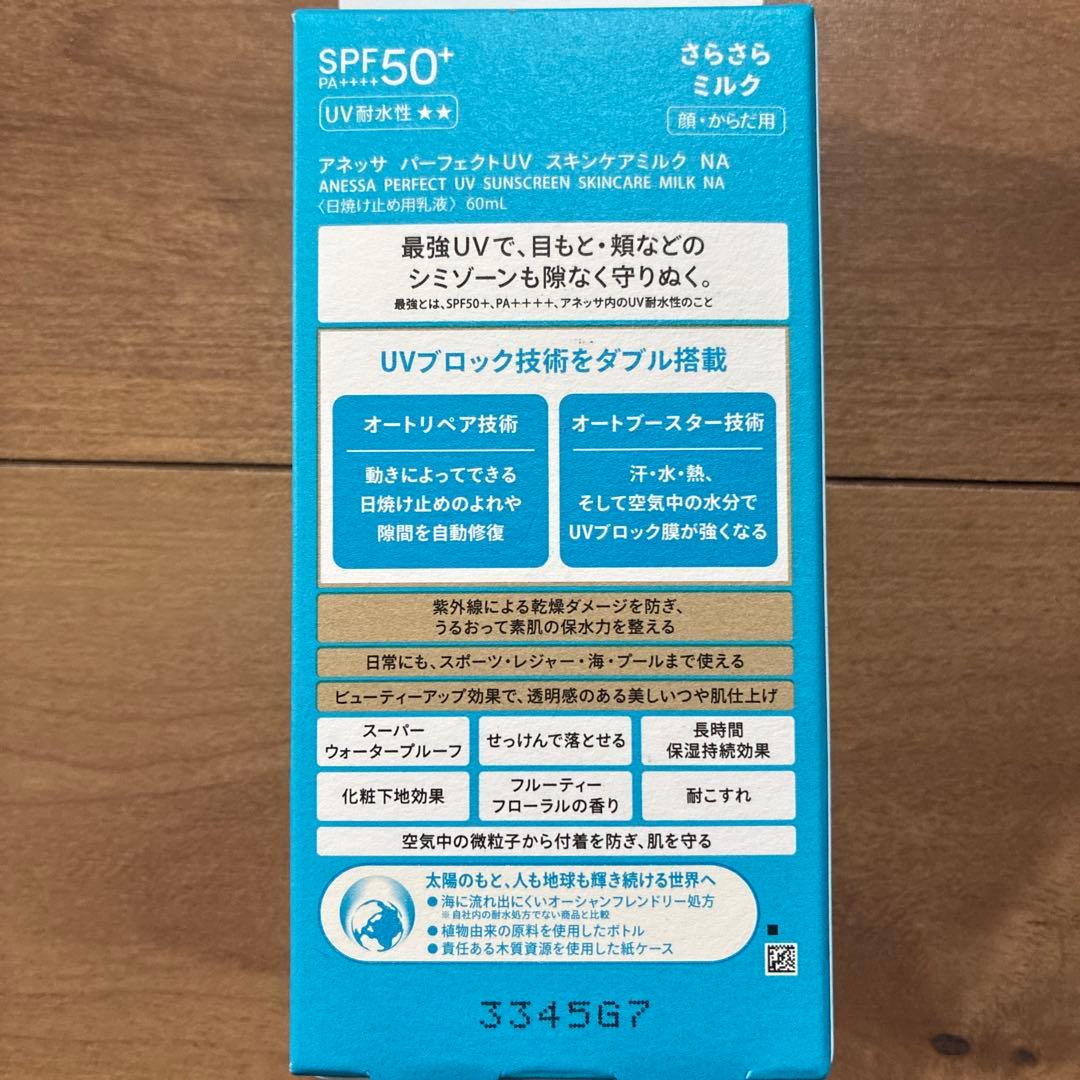 SPF50+
PA++++
UV耐水性★★
さらさら
ミルク
顔・からだ用
アネッサ パーフェクトUV スキンケアミルク NA
ANESSA PERFECT UV SUNSCREEN SKINCARE MILK NA
〈日焼け止め用乳液〉 60mL
最強UVで、目もと・頬などの
シミゾーンも隙なく守りぬく。
最強とは、SPF50+、PA++++、アネッサ内のUV耐水性のこと
UVブロック技術をダブル搭載
オートリペア技術
動きによってできる
日焼け止めのよれや
隙間を自動修復
オートブースター技術
汗・水・熱、
そして空気中の水分で
UVブロック膜が強くなる
紫外線による乾燥ダメージを防ぎ、
うるおって素肌の保水力を整える
日常にも、スポーツ・レジャー・海・プールまで使える
ビューティーアップ効果で、透明感のある美しいつや肌仕上げ
スーパー
ウォータープルーフ
せっけんで落とせる
長時間
保湿持続効果
化粧下地効果
フルーティー
フローラルの香り
耐こすれ
空気中の微粒子から付着を防ぎ、肌を守る
太陽のもと、人も地球も輝き続ける世界へ
●海に流れ出にくいオーシャンフレンドリー処方
※自社内の耐水処方でない商品と比較
●植物由来の原料を使用したボトル
●責任ある木質資源を使用した紙ケース
3345G7